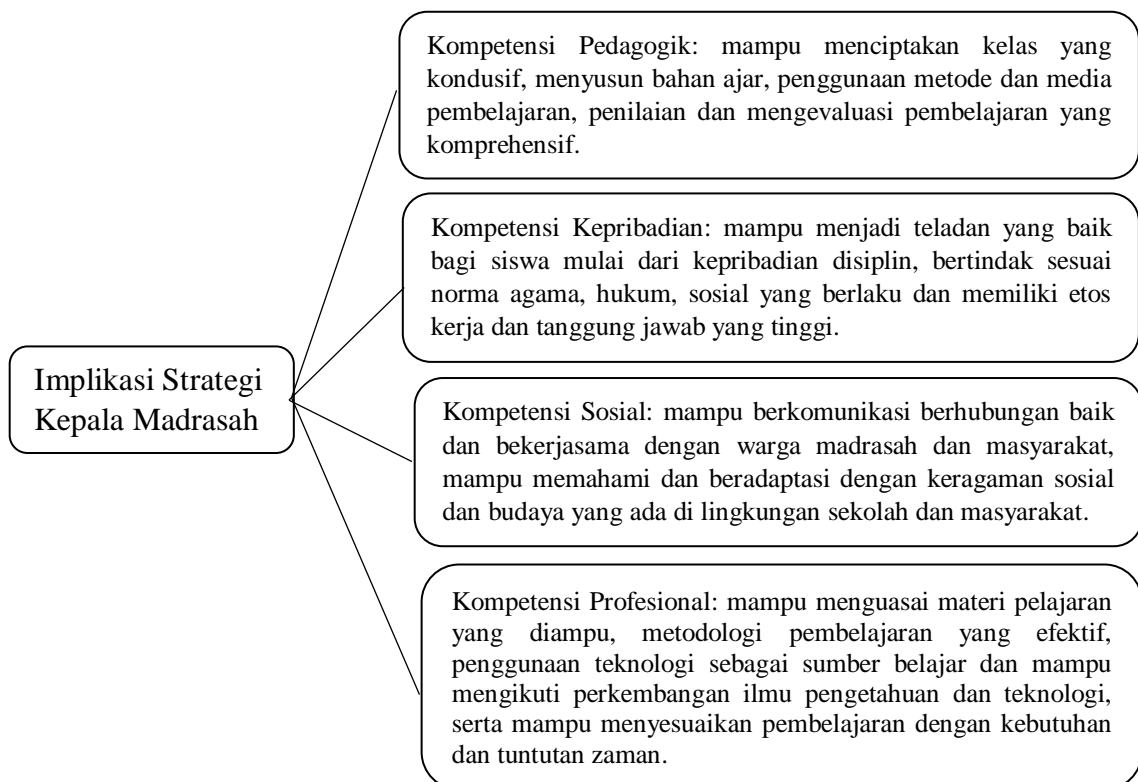 Kompetensi Pedagogik: mampu menciptakan kelas yang
kondusif, menyusun bahan ajar, penggunaan metode dan media
pembelajaran, penilaian dan mengevaluasi pembelajaran yang
komprehensif.
Kompetensi Kepribadian: mampu menjadi teladan yang baik
bagi siswa mulai dari kepribadian disiplin, bertindak sesuai
norma agama, hukum, sosial yang berlaku dan memiliki etos
kerja dan tanggung jawab yang tinggi.
Implikasi Strategi
Kepala Madrasah
Kompetensi Sosial: mampu berkomunikasi berhubungan baik
dan bekerjasama dengan warga madrasah dan masyarakat,
mampu memahami dan beradaptasi dengan keragaman sosial
dan budaya yang ada di lingkungan sekolah dan masyarakat.
Kompetensi Profesional: mampu menguasai materi pelajaran
yang diampu, metodologi pembelajaran yang efektif,
penggunaan teknologi sebagai sumber belajar dan mampu
mengikuti perkembangan ilmu pengetahuan dan teknologi,
serta mampu menyesuaikan pembelajaran dengan kebutuhan
dan tuntutan zaman.